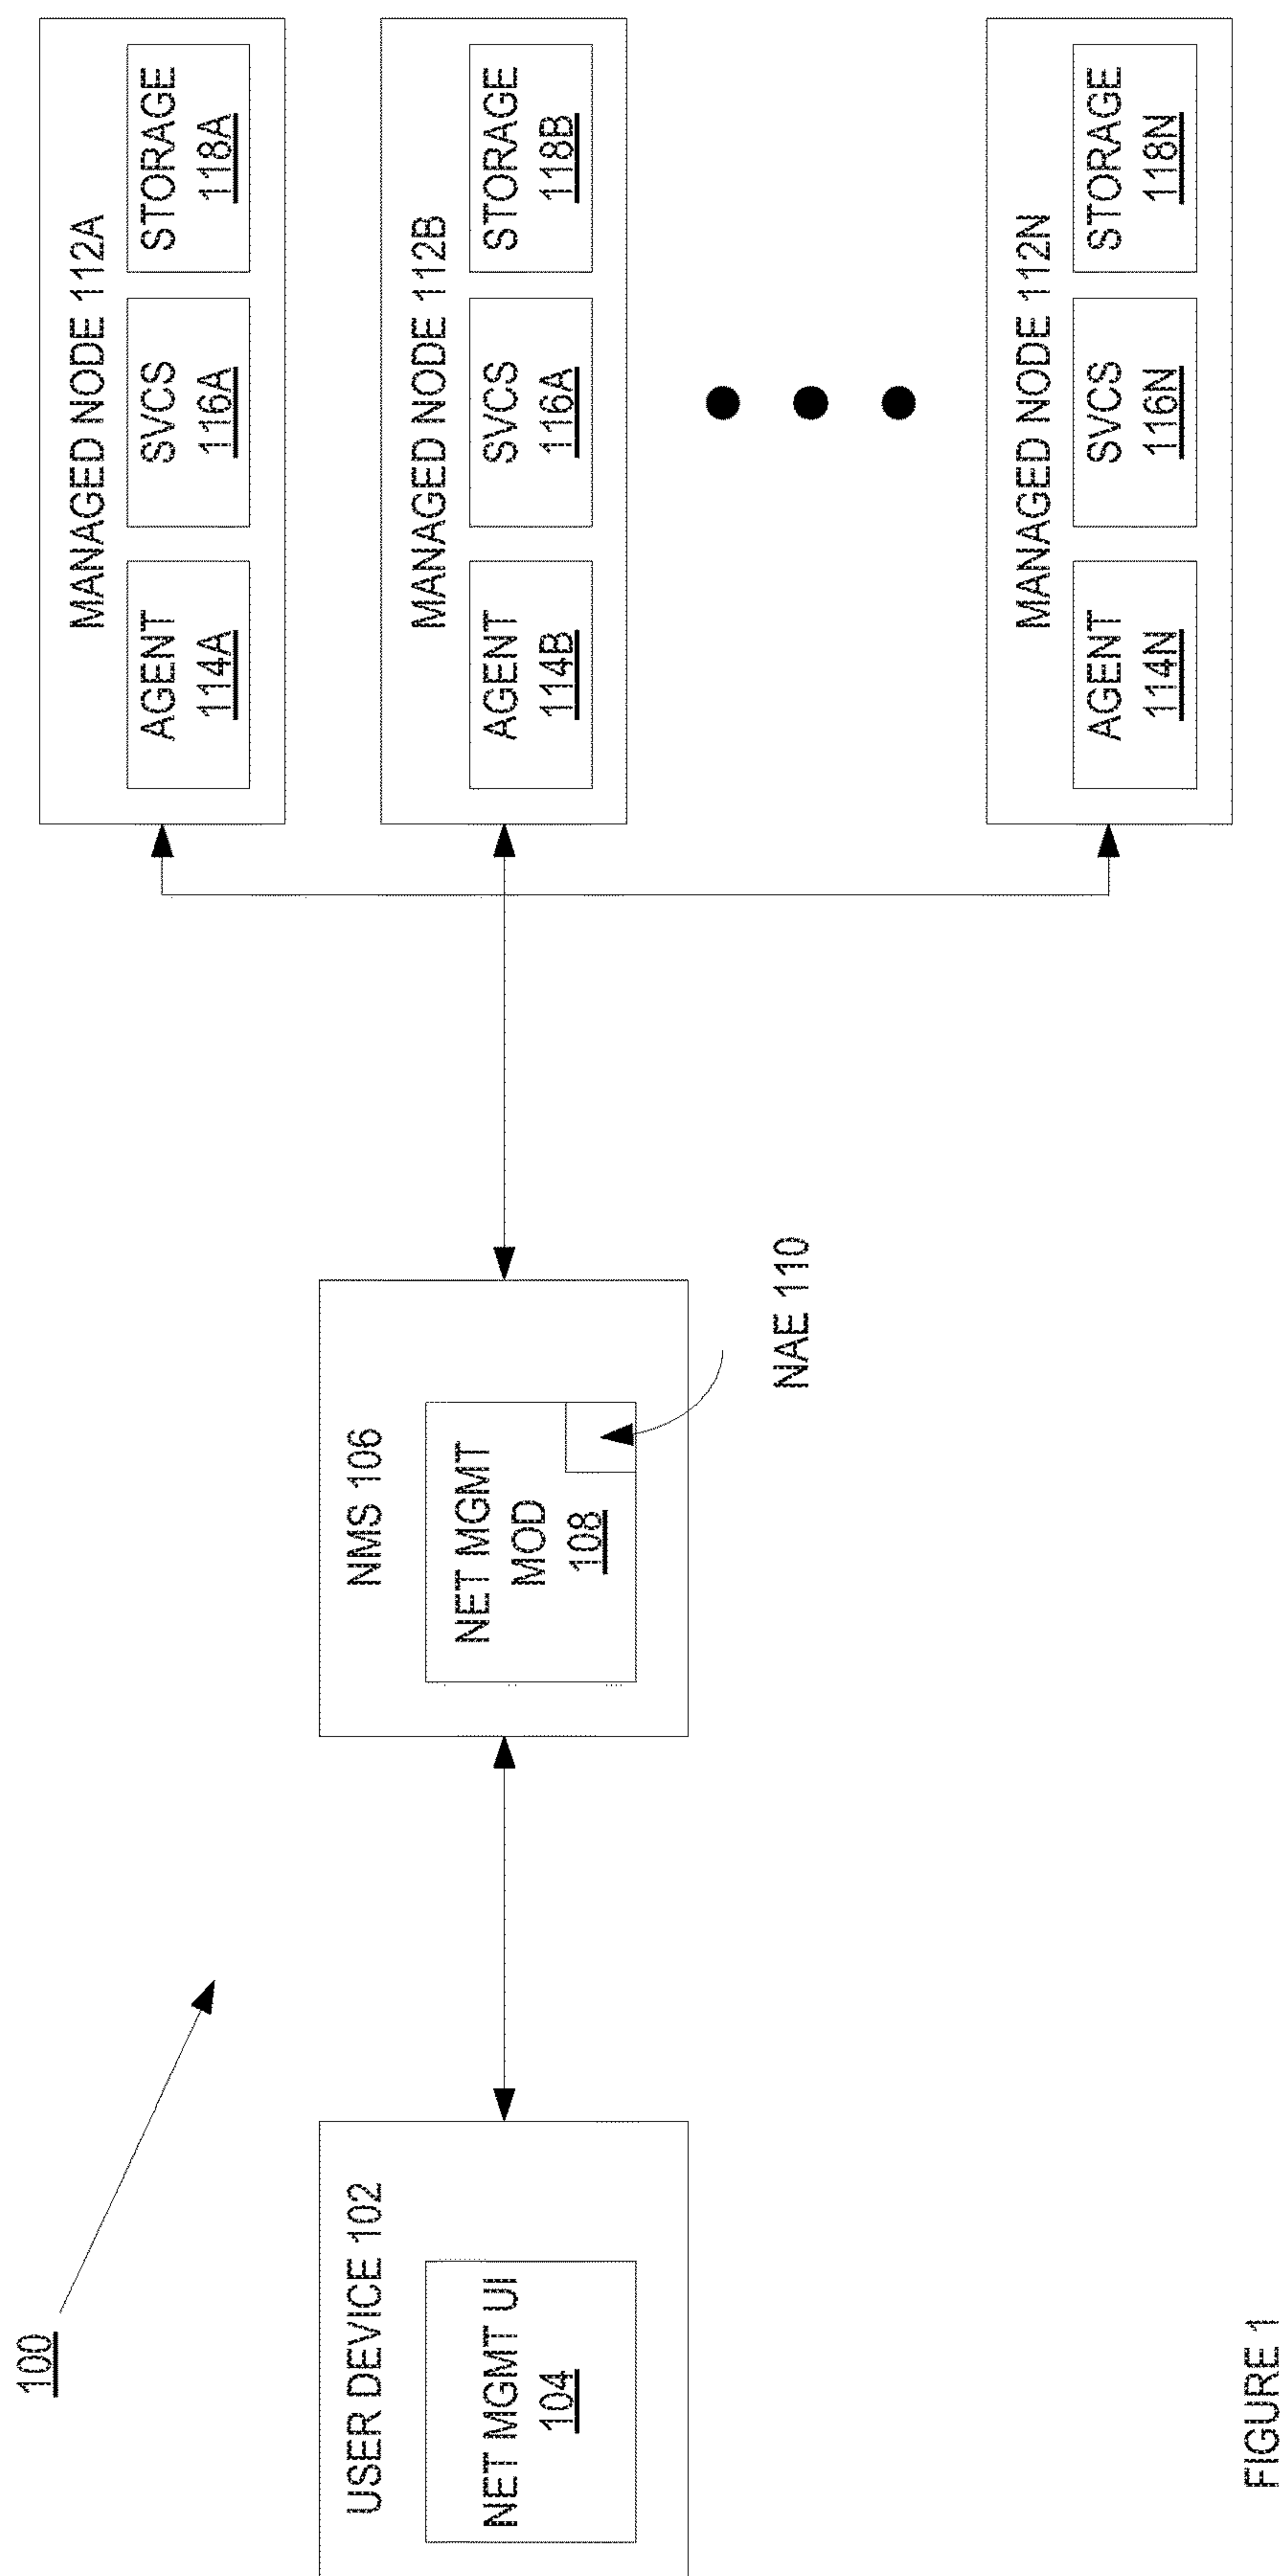 100
USER DEVICE 102
NET MGMT UI
104
NMS 106
NET MGMT
MOD
108
NAE 110
MANAGED NODE 112A
AGENT
114A
SVCS
116A
STORAGE
118A
MANAGED NODE 112B
AGENT
114B
SVCS
116A
STORAGE
118B
MANAGED NODE 112N
AGENT
114N
SVCS
116N
STORAGE
118N
FIGURE 1